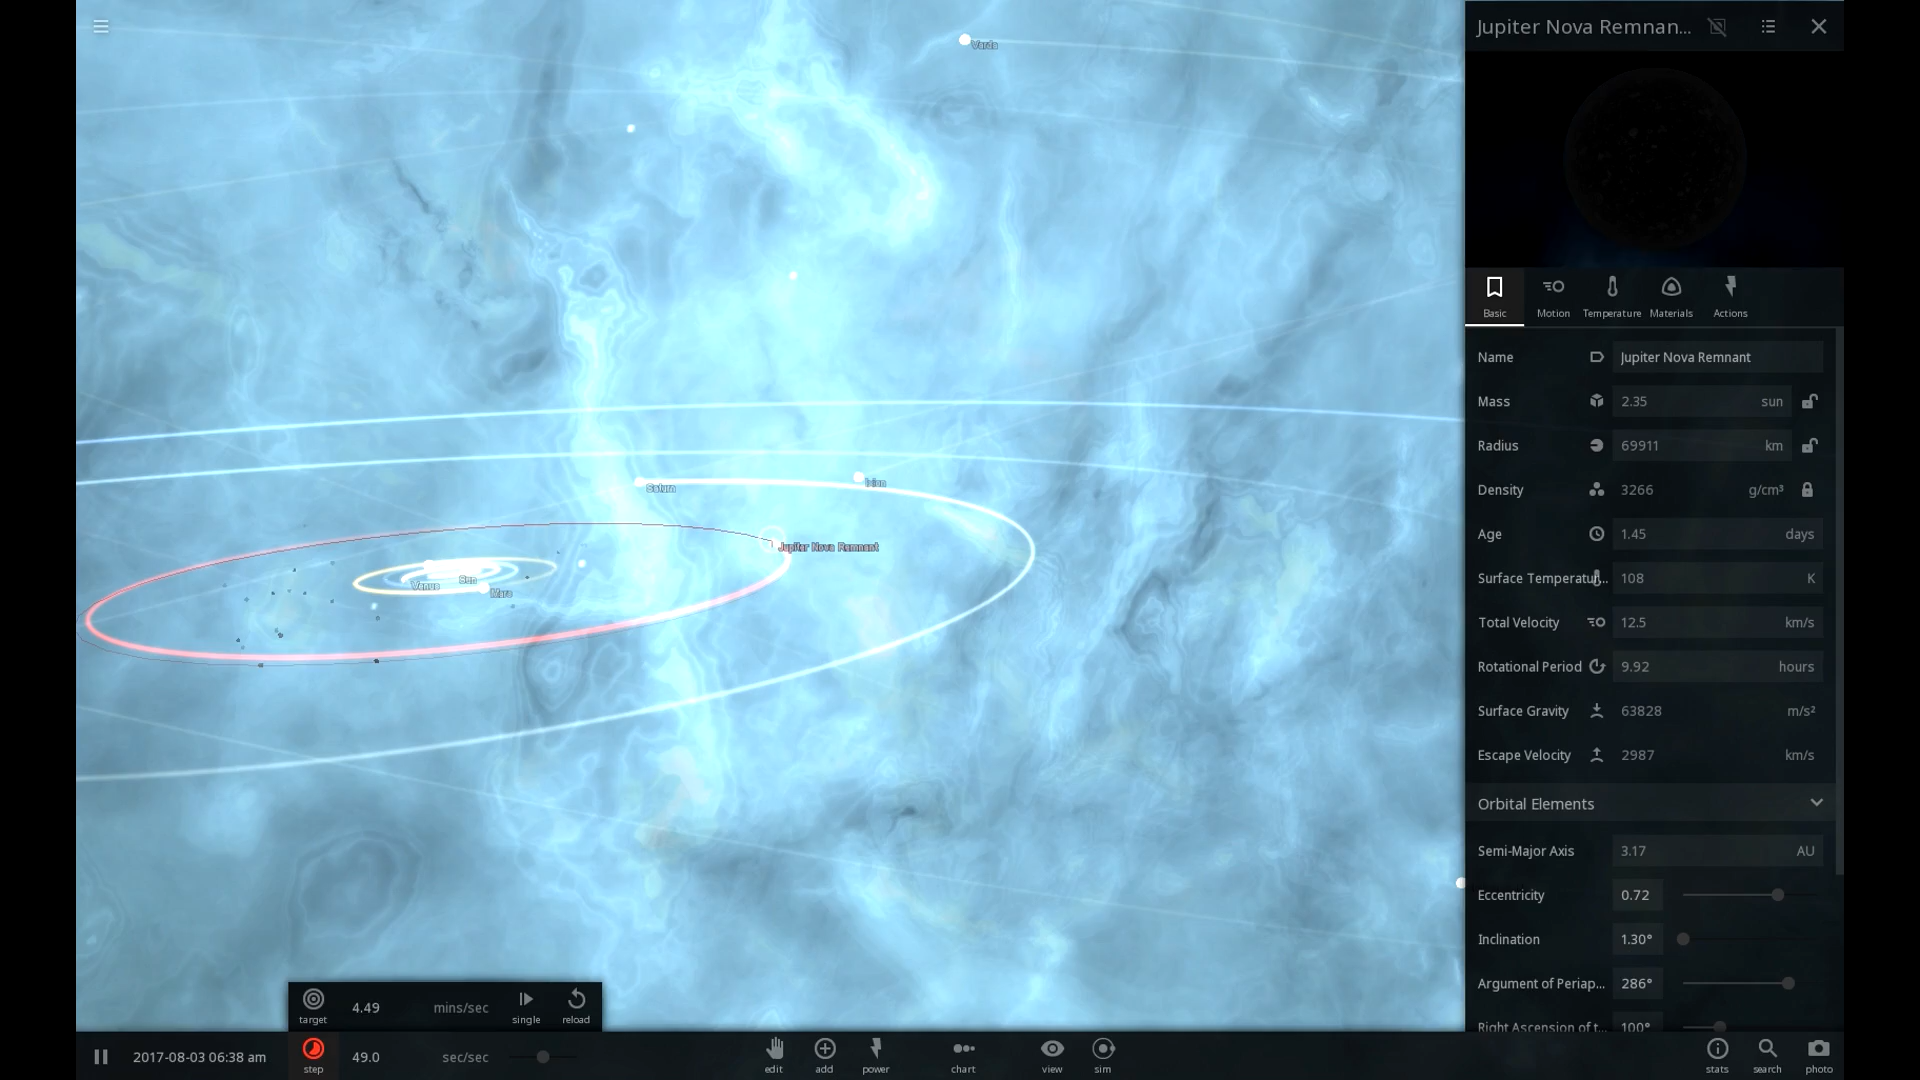 Jupiter Nova Remnan...
Varda
Saturn
Ixion
Jupiter Nova Remnant
Venus
Sun
Mars
Basic
Motion
Temperature
Materials
Actions
Name
Jupiter Nova Remnant
Mass
2.35 sun
Radius
69911 km
Density
3266 g/cm³
Age
1.45 days
Surface Temperatur...
108 K
Total Velocity
12.5 km/s
Rotational Period
9.92 hours
Surface Gravity
63828 m/s²
Escape Velocity
2987 km/s
Orbital Elements
Semi-Major Axis
3.17 AU
Eccentricity
0.72
Inclination
1.30°
Argument of Periap...
286°
Right Ascension of t...
100°
target
4.49 mins/sec
single
reload
2017-08-03 06:38 am
step
49.0 sec/sec
edit
add
power
chart
view
sim
stats
search
photo